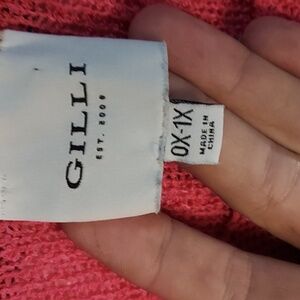 GILLI
EST. 2009
0X-1X
MADE IN
CHINA